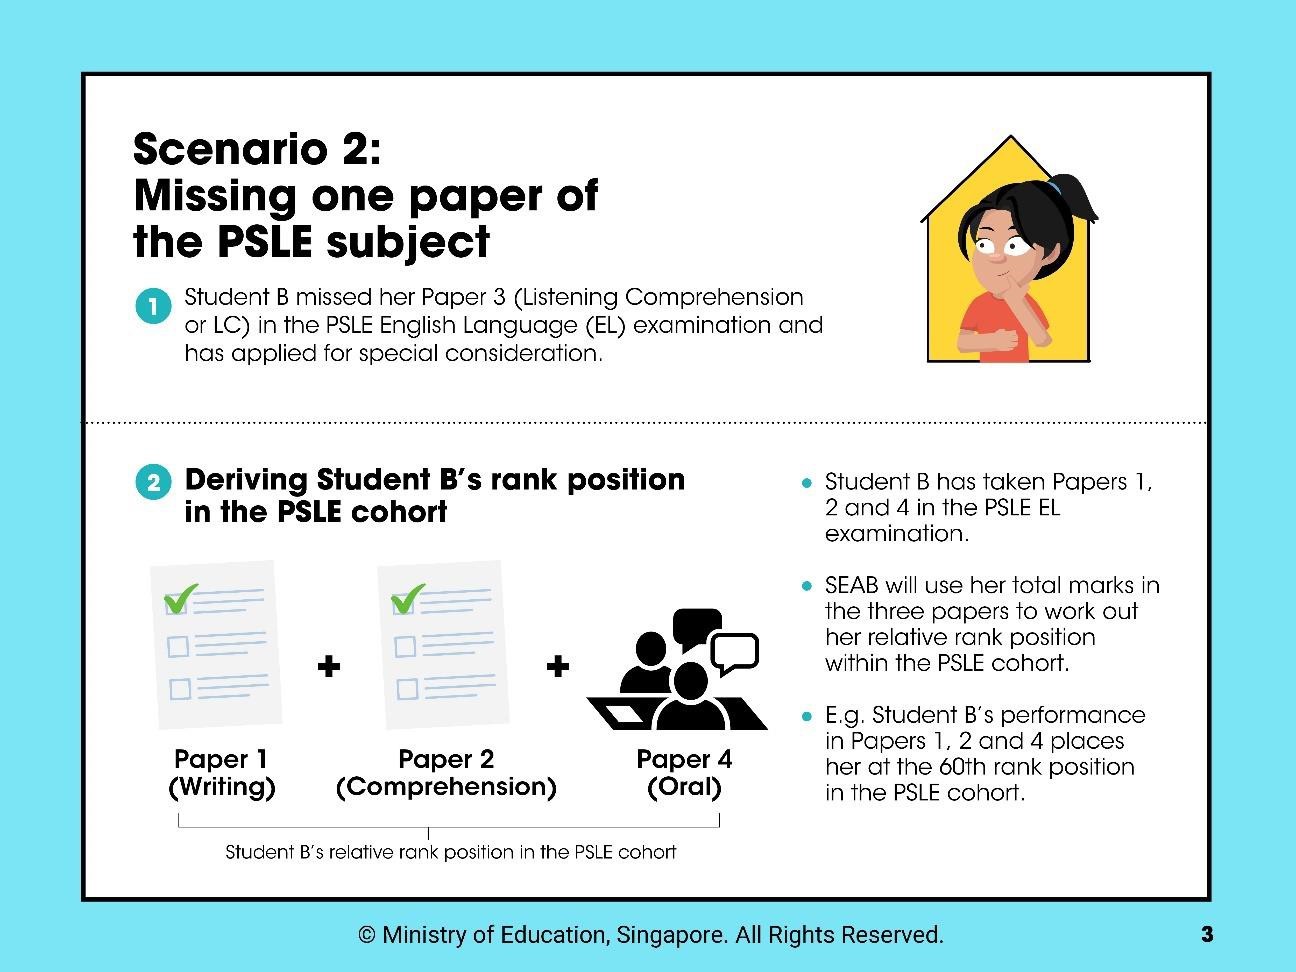 Scenario 2:
Missing one paper of
the PSLE subject
1
Student B missed her Paper 3 (Listening Comprehension
or LC) in the PSLE English Language (EL) examination and
has applied for special consideration.
2
Deriving Student B's rank position
in the PSLE cohort
+
+
Paper 1
(Writing)
Paper 2
(Comprehension)
Paper 4
(Oral)
Student B's relative rank position in the PSLE cohort
• Student B has taken Papers 1,
2 and 4 in the PSLE EL
examination.
• SEAB will use her total marks in
the three papers to work out
her relative rank position
within the PSLE cohort.
• E.g. Student B's performance
in Papers 1, 2 and 4 places
her at the 60th rank position
in the PSLE cohort.
© Ministry of Education, Singapore. All Rights Reserved.
3